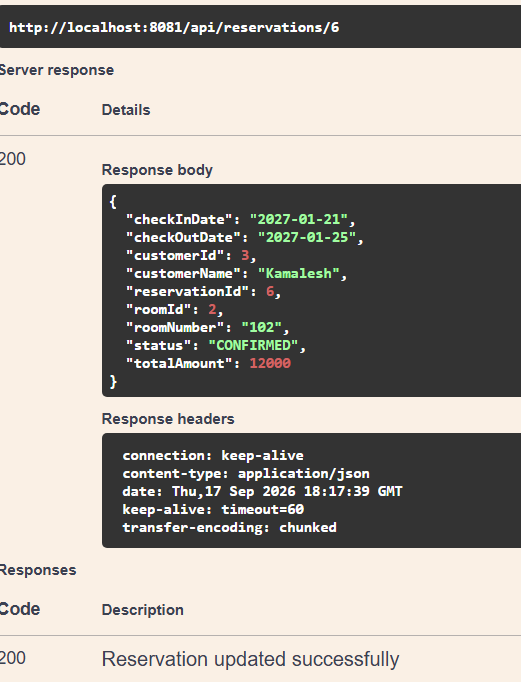 http://localhost:8081/api/reservations/6
Server response
Code Details
200
Response body
{
"checkInDate": "2027-01-21",
"checkOutDate": "2027-01-25",
"customerId": 3,
"customerName": "Kamalesh",
"reservationId": 6,
"roomId": 2,
"roomNumber": "102",
"status": "CONFIRMED",
"totalAmount": 12000
}
Response headers
connection: keep-alive
content-type: application/json
date: Thu,17 Sep 2026 18:17:39 GMT
keep-alive: timeout=60
transfer-encoding: chunked
Responses
Code Description
200 Reservation updated successfully